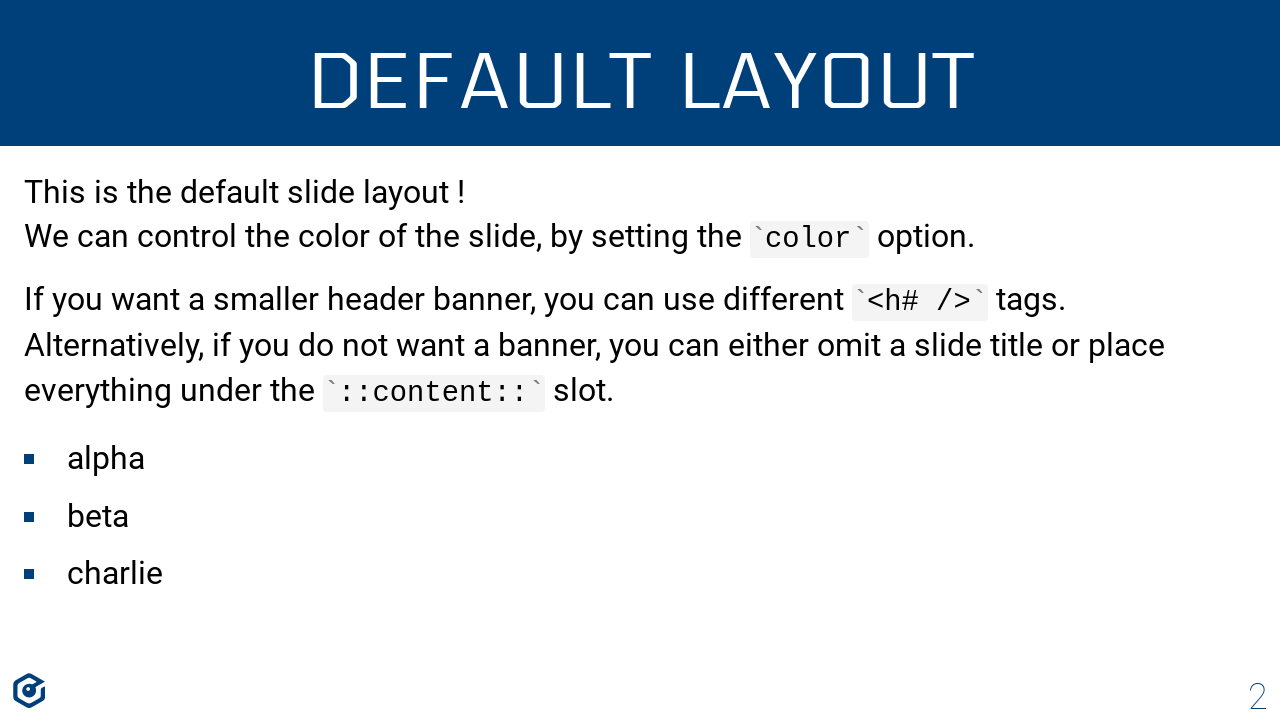 DEFAULT LAYOUT
This is the default slide layout !
We can control the color of the slide, by setting the `color` option.
If you want a smaller header banner, you can use different `<h# />` tags.
Alternatively, if you do not want a banner, you can either omit a slide title or place
everything under the `::content::` slot.
▪ alpha
▪ beta
▪ charlie
2